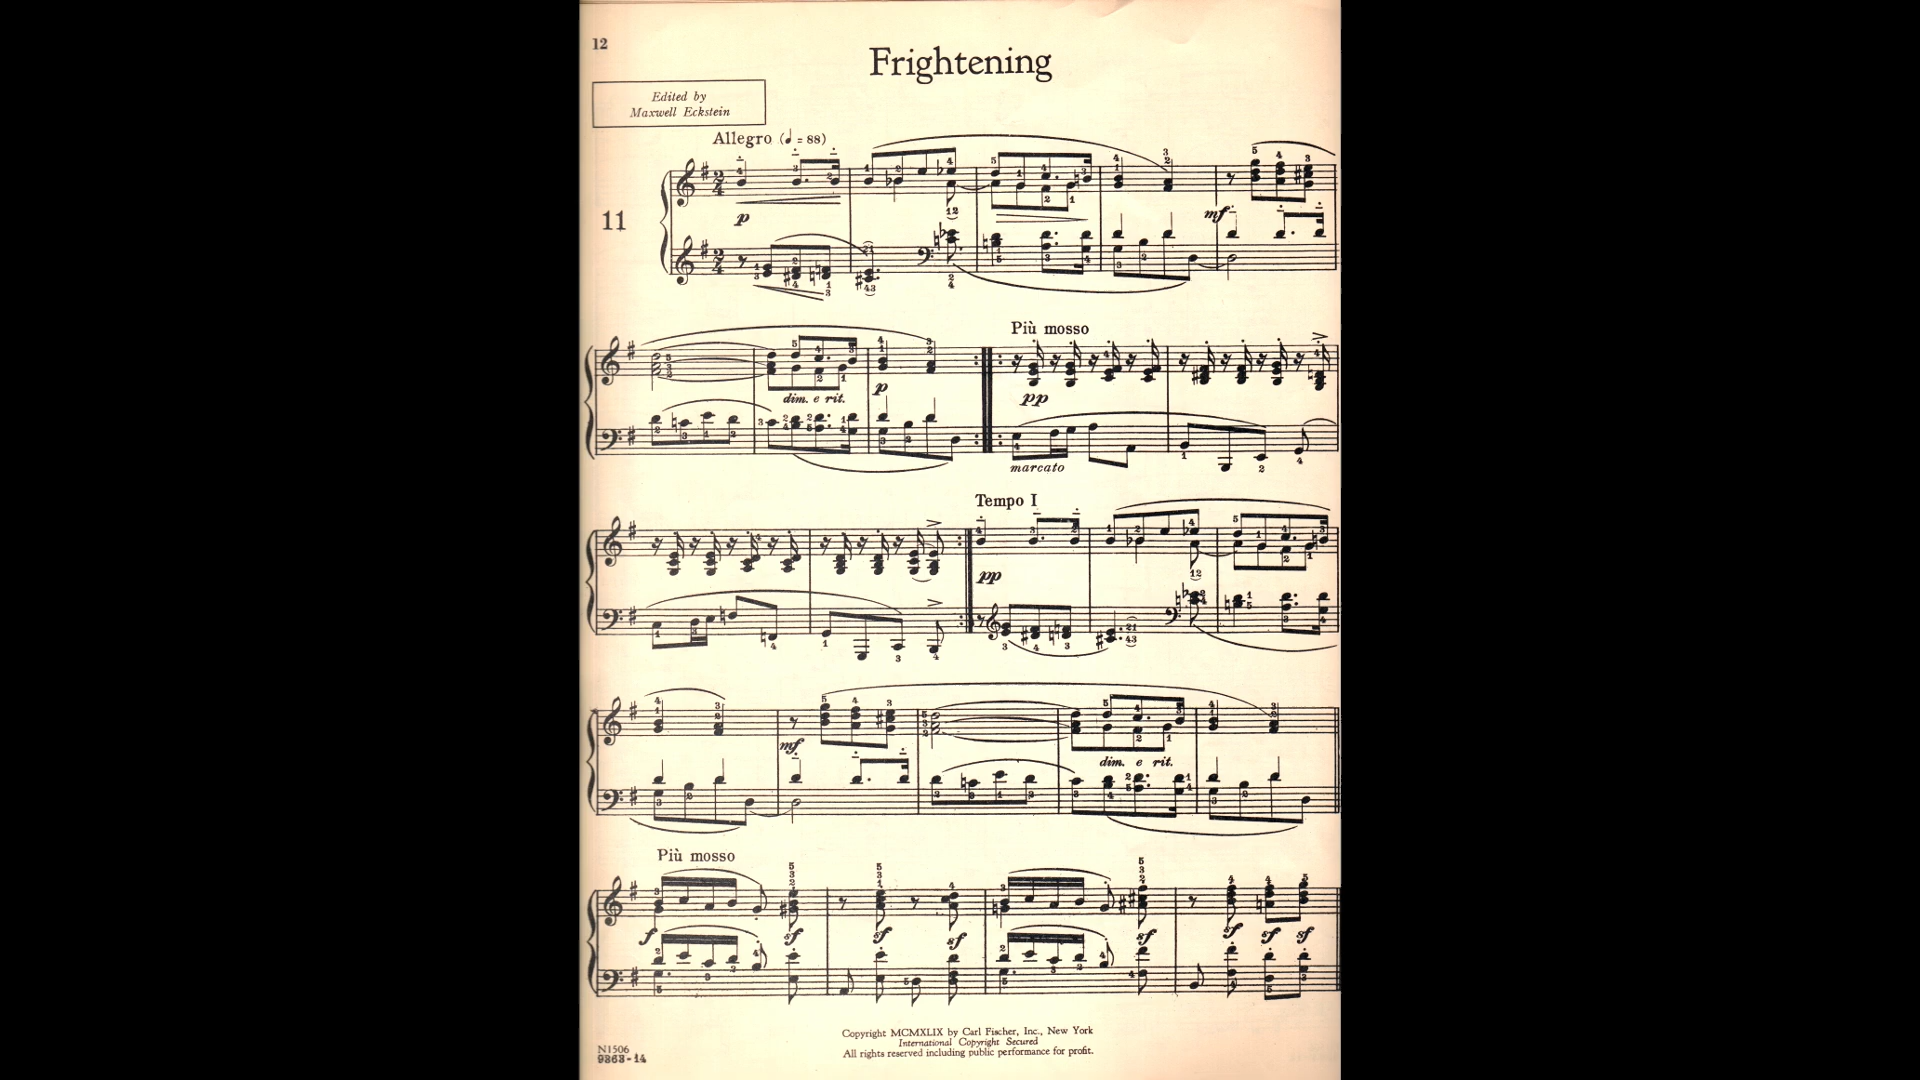 12
Frightening
Edited by
Maxwell Eckstein
Allegro (♩ = 88)
11
p
mf
Più mosso
p
dim. e rit.
pp
marcato
Tempo I
pp
mf
dim. e rit.
Più mosso
f sf sf sf sf sf sf sf
Copyright MCMXLIX by Carl Fischer, Inc., New York
International Copyright Secured
All rights reserved including public performance for profit.
N1506
9363-14